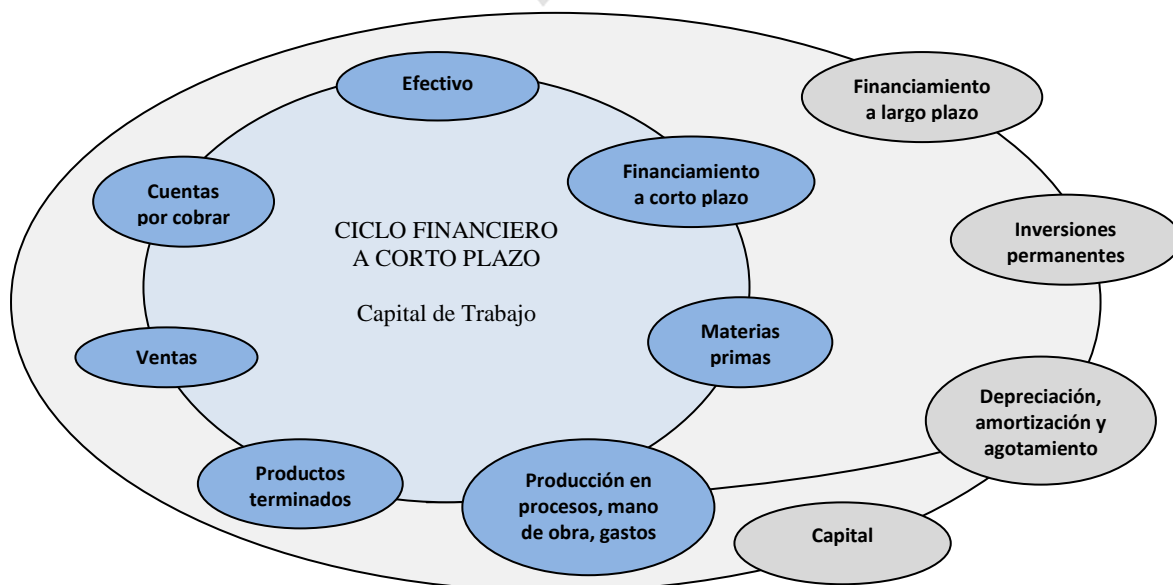 Efectivo
Financiamiento
a largo plazo
Financiamiento
a corto plazo
Cuentas
por cobrar
CICLO FINANCIERO
A CORTO PLAZO
Capital de Trabajo
Inversiones
permanentes
Materias
primas
Ventas
Depreciación,
amortización y
agotamiento
Productos
terminados
Producción en
procesos, mano
de obra, gastos
Capital